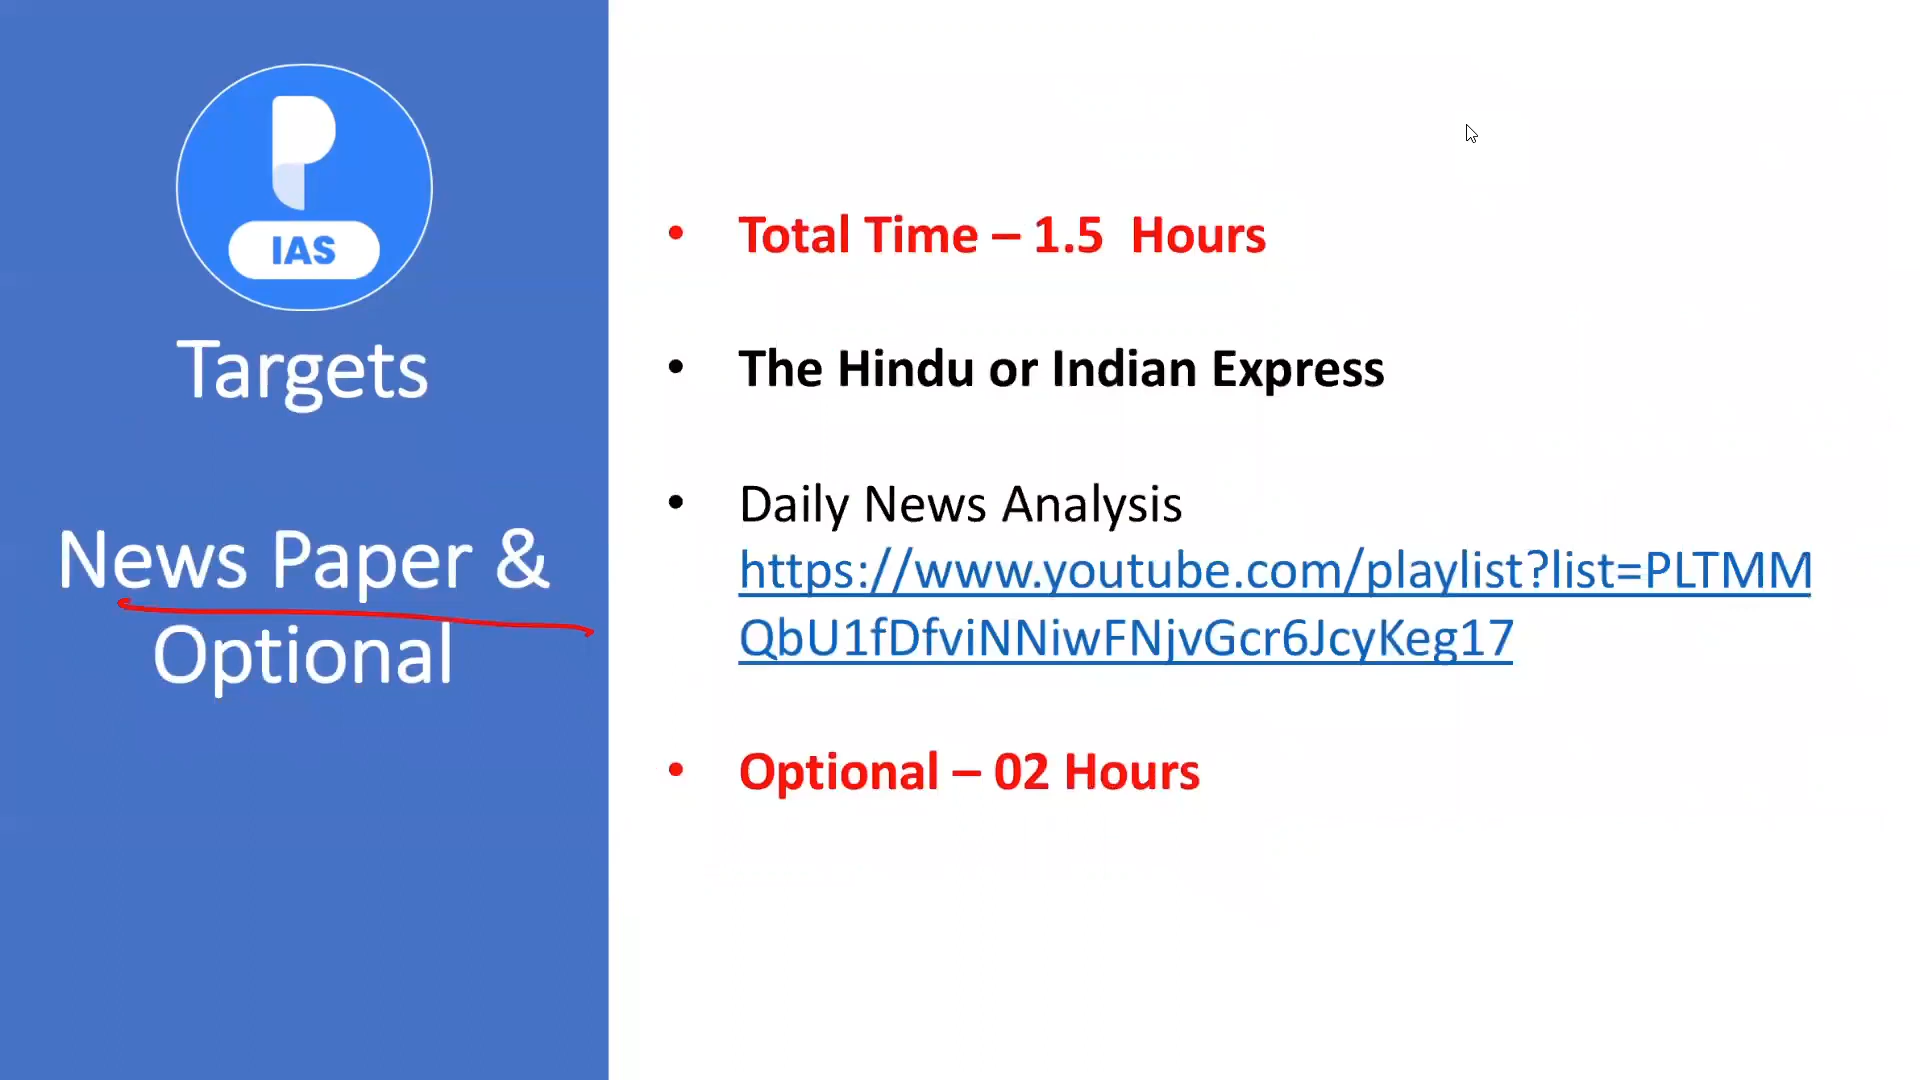 P
IAS
Targets
News Paper &
Optional
• Total Time – 1.5 Hours
• The Hindu or Indian Express
• Daily News Analysis
https://www.youtube.com/playlist?list=PLTMM
QbU1fDfviNNiwFNjvGcr6JcyKeg17
• Optional – 02 Hours